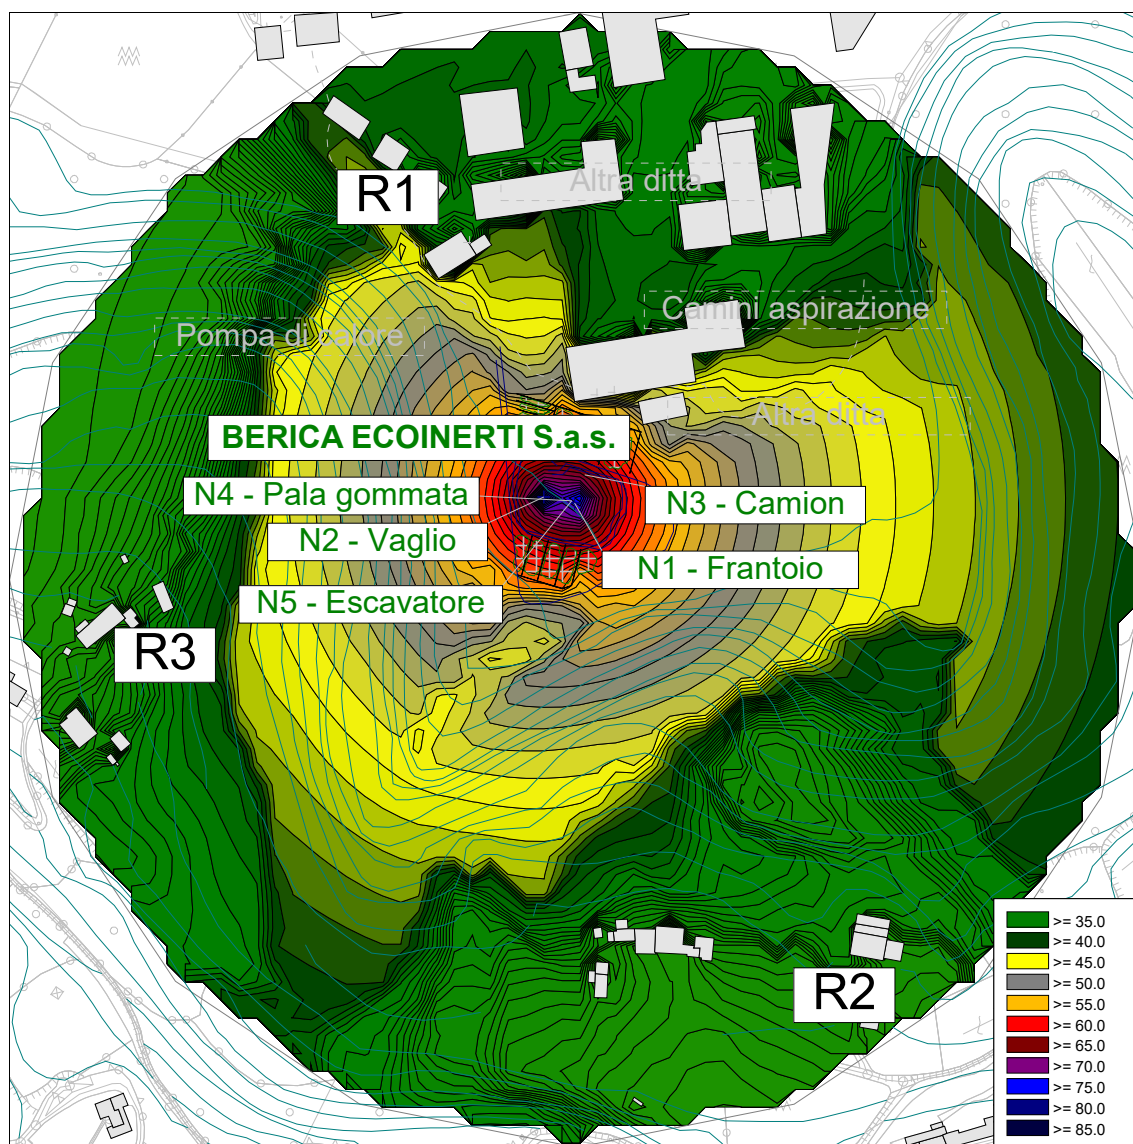 Altra ditta
R1
Camini aspirazione
Pompa di calore
Altra ditta
BERICA ECOINERTI S.a.s.
N4 - Pala gommata
N3 - Camion
N2 - Vaglio
N1 - Frantoio
N5 - Escavatore
R3
R2
>= 35.0
>= 40.0
>= 45.0
>= 50.0
>= 55.0
>= 60.0
>= 65.0
>= 70.0
>= 75.0
>= 80.0
>= 85.0